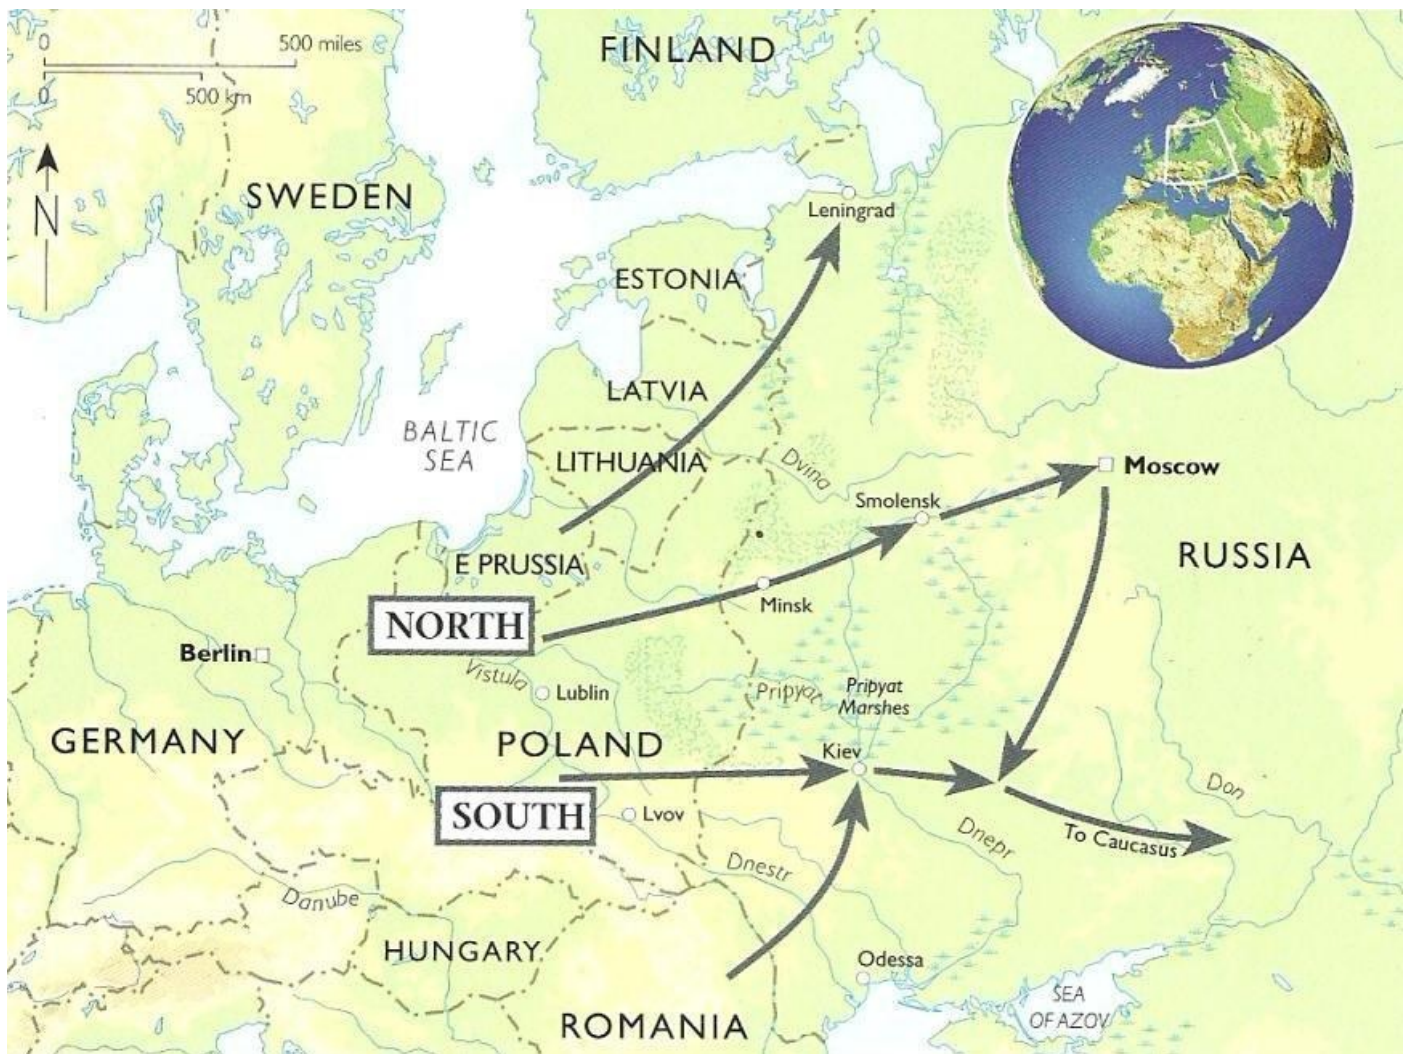 0
500 miles
0
500 km
N
FINLAND
SWEDEN
Leningrad
ESTONIA
LATVIA
BALTIC
SEA
LITHUANIA
Dvina
Moscow
Smolensk
RUSSIA
E PRUSSIA
Minsk
NORTH
Berlin
Vistula
Lublin
Pripyat
Pripyat
Marshes
GERMANY
POLAND
Kiev
SOUTH
Lvov
Don
Dnepr
To Caucasus
Dnestr
Danube
HUNGARY
Odessa
SEA
OF AZOV
ROMANIA